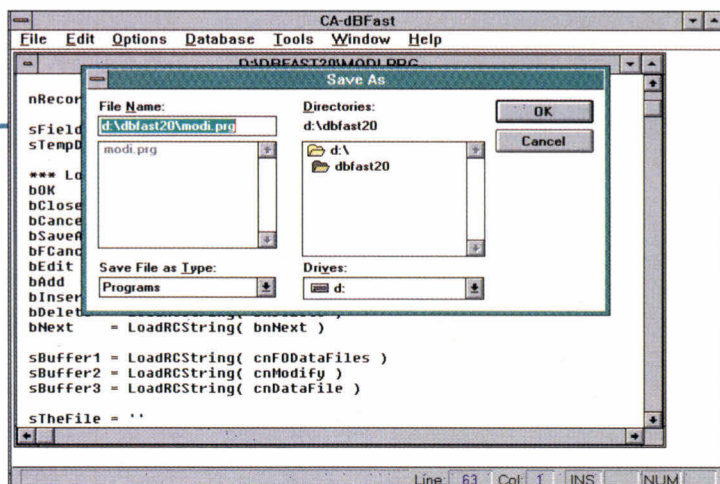 CA-dBFast
File Edit Options Database Tools Window Help
D:\DBFAST20\MODI.PRG
Save As
nRecor
File Name:
d:\dbfast20\modi.prg
modi.prg
Directories:
d:\dbfast20
d:\
dbfast20
OK
Cancel
sField
sTempD
*** Lo
bOK
bClose
bCance
bSaveA
bFCanc
bEdit
bAdd
bInser
Save File as Type:
Programs
Drives:
d:
bDelete
bNext = LoadRCString( bnNext )
sBuffer1 = LoadRCString( cnFODataFiles )
sBuffer2 = LoadRCString( cnModify )
sBuffer3 = LoadRCString( cnDataFile )
sTheFile = ''
Line: 63 Col: 1 INS NUM